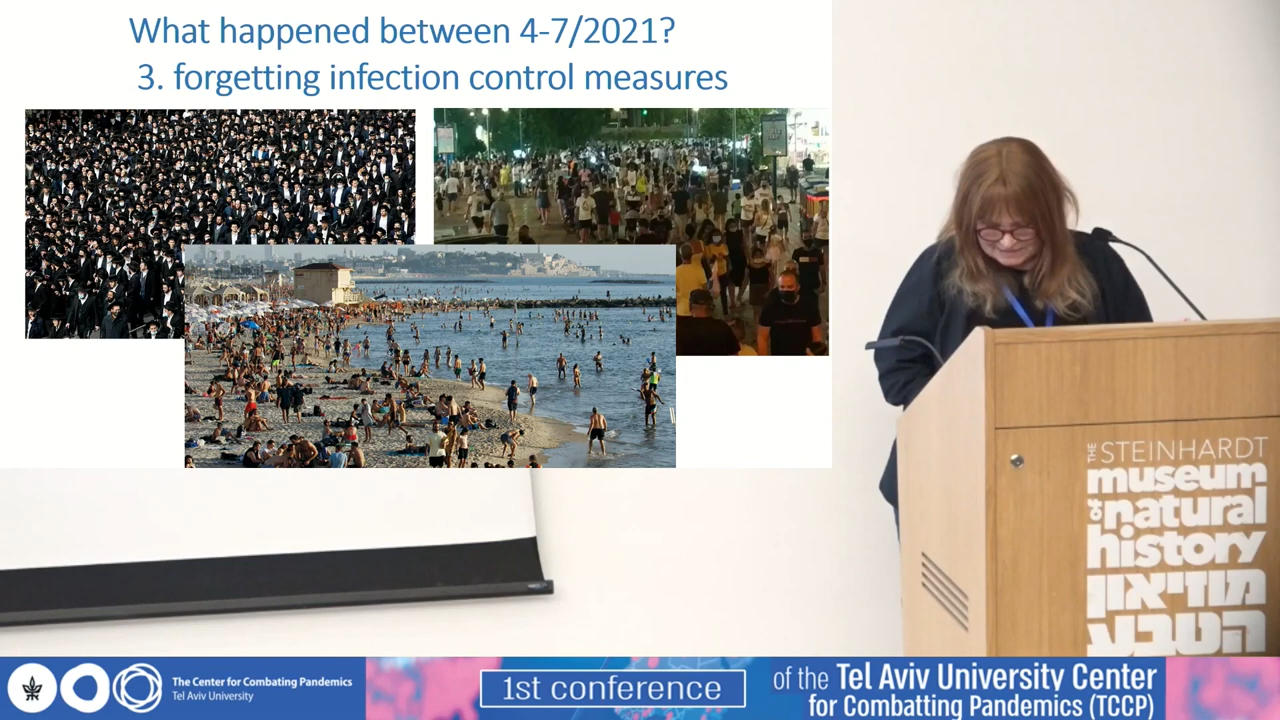 What happened between 4-7/2021?
3. forgetting infection control measures
THE STEINHARDT
museum
of natural
history
מוזיאון
הטבע
The Center for Combating Pandemics
Tel Aviv University
1st conference
of the Tel Aviv University Center
for Combatting Pandemics (TCCP)